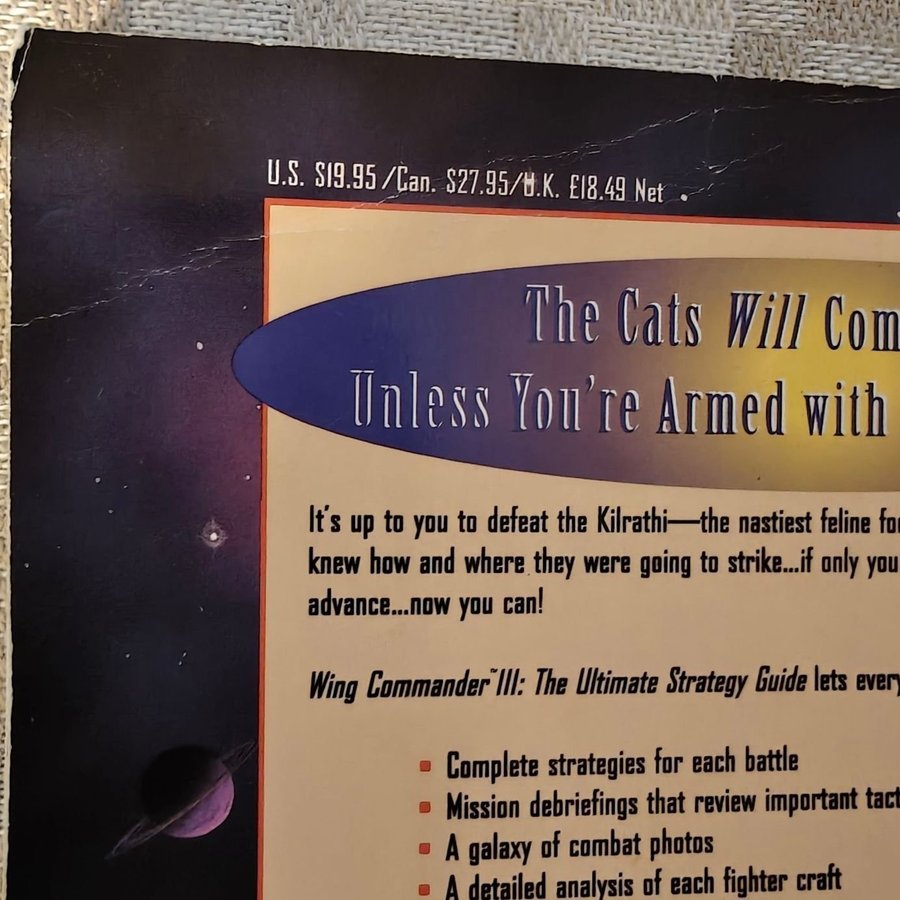 U.S. $19.95/Can. $27.95/U.K. £18.49 Net
The Cats Will Com
Unless You're Armed with
It's up to you to defeat the Kilrathi—the nastiest feline fo
knew how and where they were going to strike...if only you
advance...now you can!
Wing Commander™III: The Ultimate Strategy Guide lets every
Complete strategies for each battle
Mission debriefings that review important tact
A galaxy of combat photos
A detailed analysis of each fighter craft